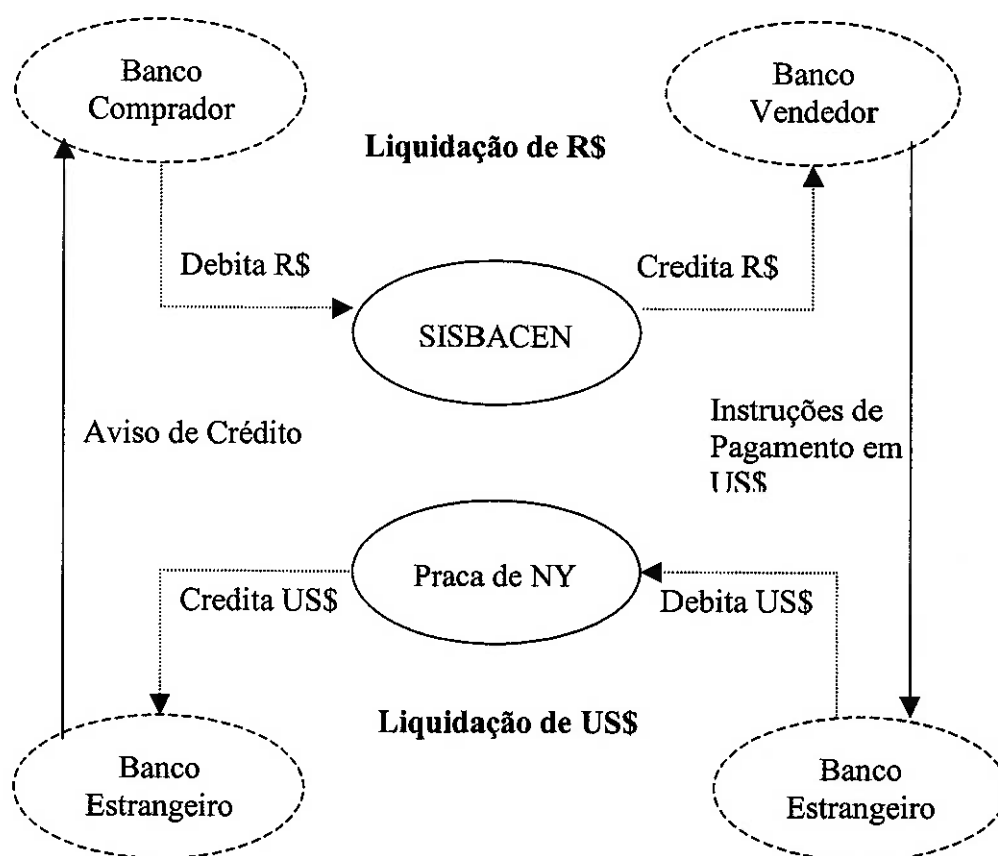 Banco
Comprador
Banco
Vendedor
Liquidação de R$
Debita R$
Credita R$
SISBACEN
Aviso de Crédito
Instruções de
Pagamento em
US$
Praca de NY
Credita US$
Debita US$
Liquidação de US$
Banco
Estrangeiro
Banco
Estrangeiro